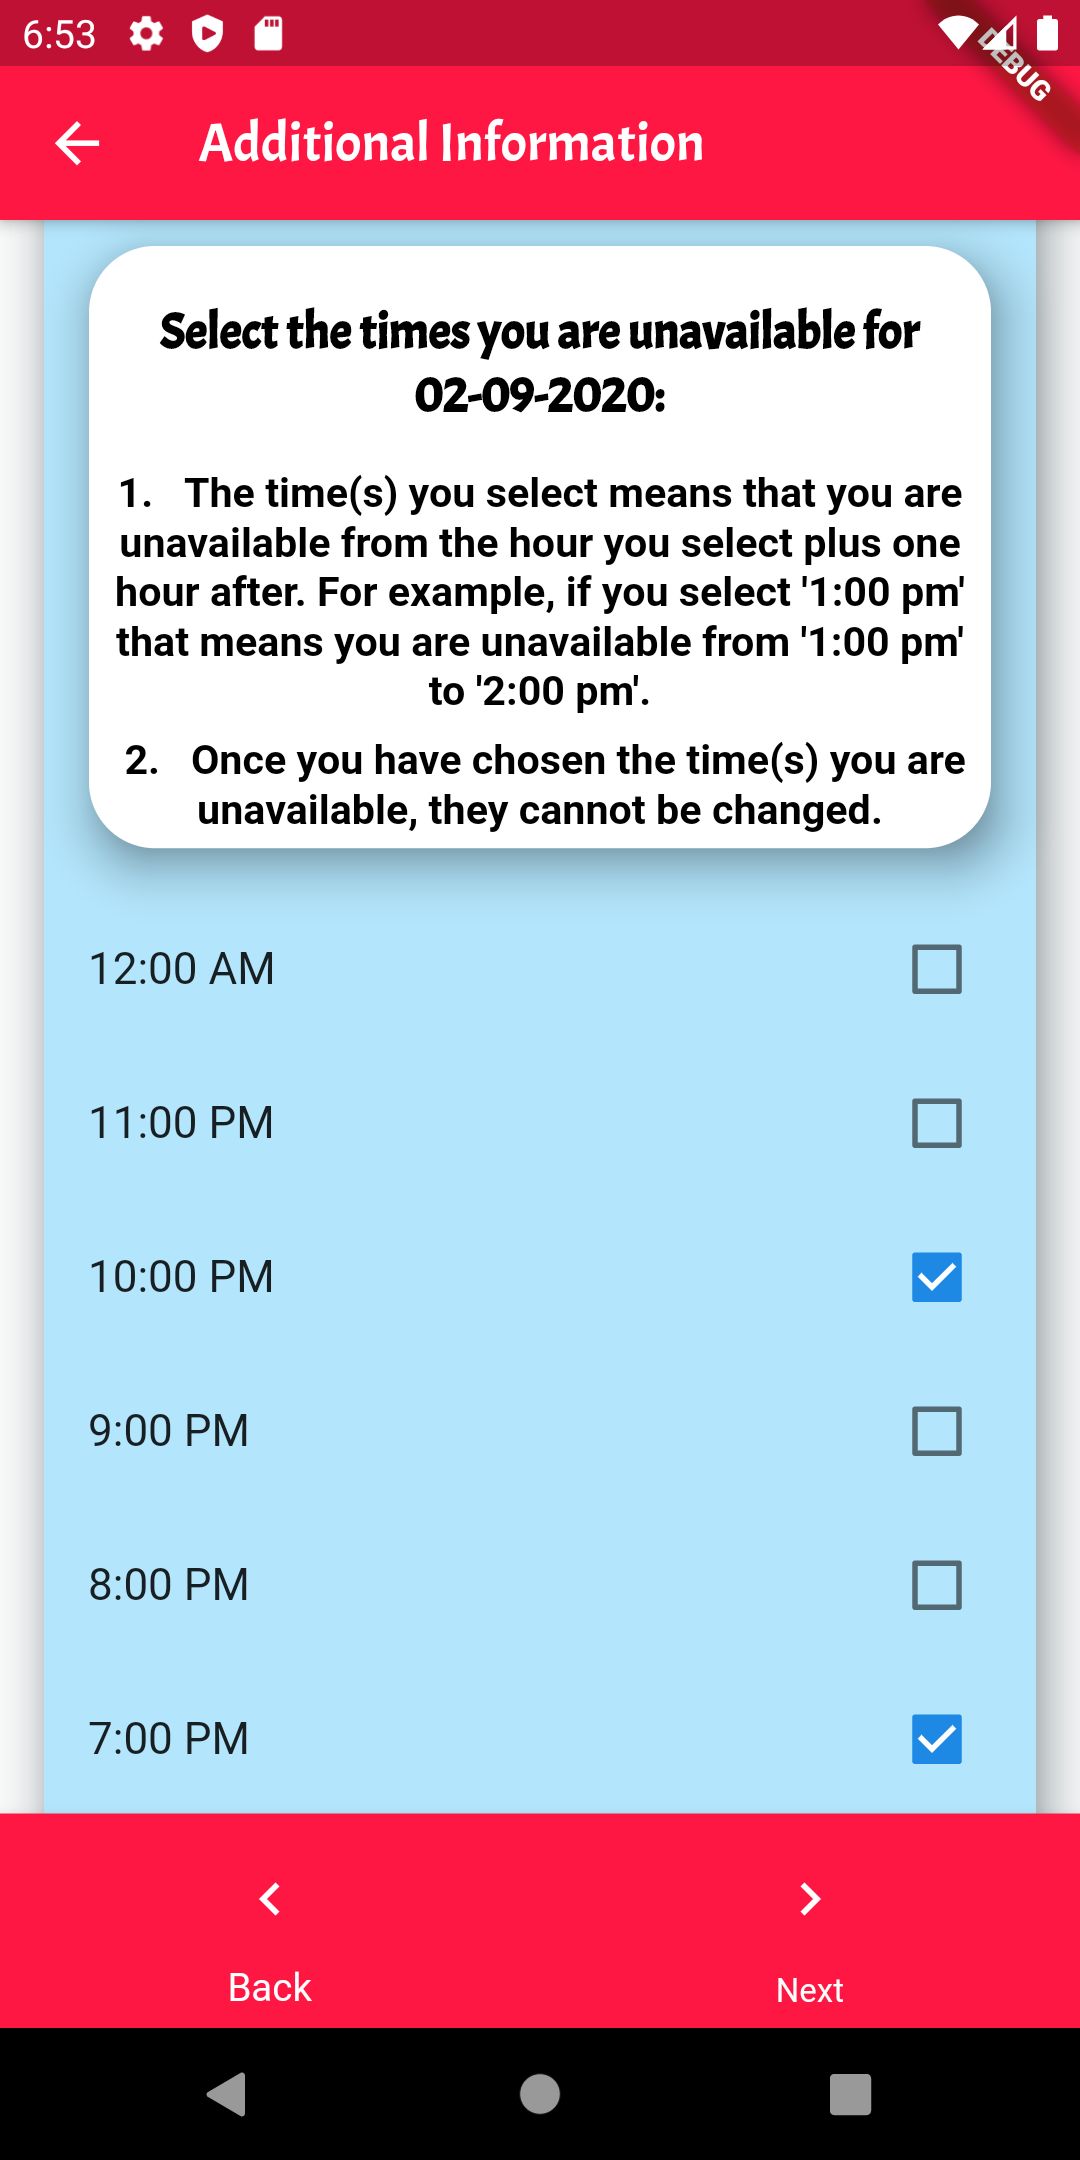 6:53
DEBUG
Additional Information
Select the times you are unavailable for
02-09-2020:
1. The time(s) you select means that you are
unavailable from the hour you select plus one
hour after. For example, if you select '1:00 pm'
that means you are unavailable from '1:00 pm'
to '2:00 pm'.
2. Once you have chosen the time(s) you are
unavailable, they cannot be changed.
12:00 AM
11:00 PM
10:00 PM
9:00 PM
8:00 PM
7:00 PM
Back
Next